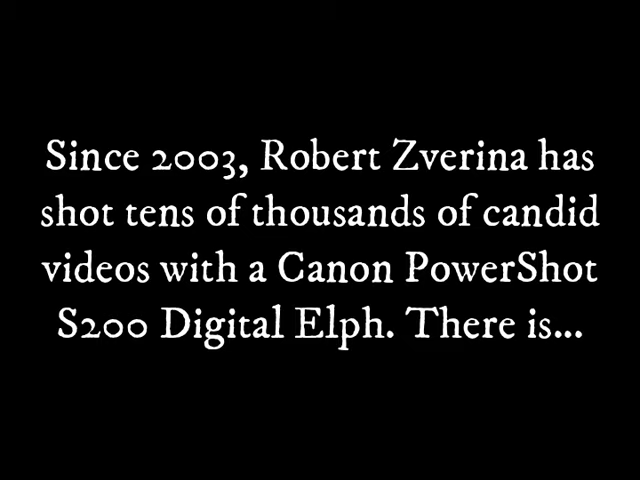 Since 2003, Robert Zverina has
shot tens of thousands of candid
videos with a Canon PowerShot
S200 Digital Elph. There is...